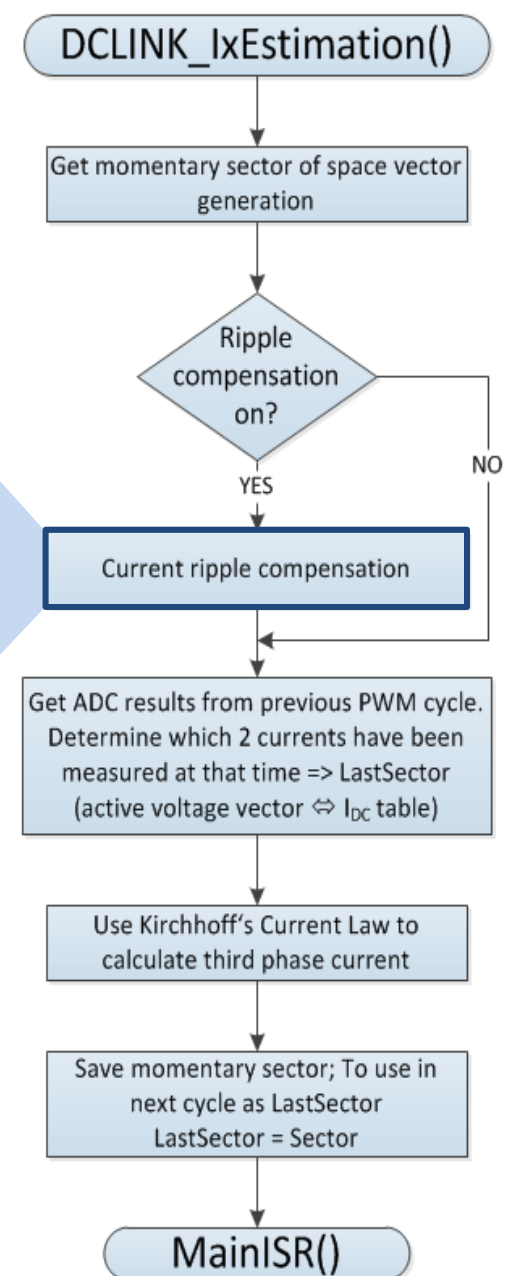 DCLINK_IxEstimation()
Get momentary sector of space vector
generation
Ripple
compensation
on?
NO
YES
Current ripple compensation
Get ADC results from previous PWM cycle.
Determine which 2 currents have been
measured at that time => LastSector
(active voltage vector ⇔ IDC table)
Use Kirchhoff‘s Current Law to
calculate third phase current
Save momentary sector; To use in
next cycle as LastSector
LastSector = Sector
MainISR()